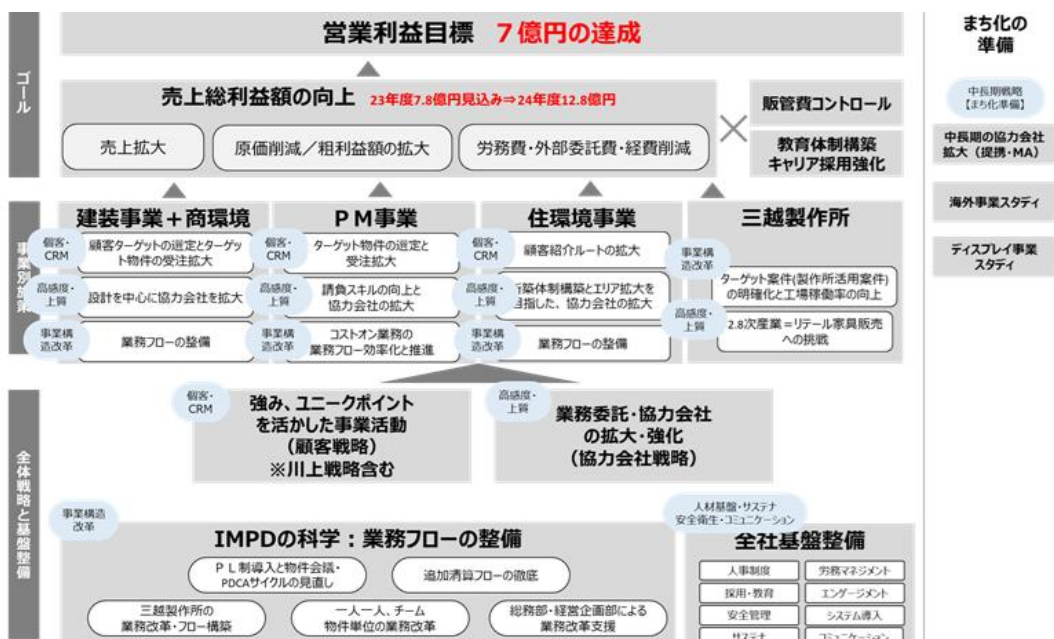 ゴール
営業利益目標 7億円の達成
売上総利益額の向上 23年度7.8億円見込み⇒24年度12.8億円
売上拡大
原価削減／粗利益額の拡大
労務費・外部委託費・経費削減
販管費コントロール
教育体制構築
キャリア採用強化
まち化の
準備
中長期戦略
【まち化準備】
中長期の協力会社
拡大（提携・MA）
海外事業スタディ
ディスプレイ事業
スタディ
事業別施策
建装事業＋商環境
個客・
CRM
顧客ターゲットの選定とターゲッ
ト物件の受注拡大
高感度・
上質
設計を中心に協力会社を拡大
事業構
造改革
業務フローの整備
ＰＭ事業
個客・
CRM
ターゲット物件の選定と
受注拡大
高感度・
上質
請負スキルの向上と
協力会社の拡大
事業構
造改革
コストオン業務の
業務フロー効率化と推進
住環境事業
個客・
CRM
顧客紹介ルートの拡大
高感度・
上質
築体制構築とエリア拡大を
目指した、協力会社の拡大
事業構
造改革
業務フローの整備
三越製作所
事業構
造改革
ターゲット案件(製作所活用案件)
の明確化と工場稼働率の向上
高感度・
上質
2.8次産業＝リテール家具販売
への挑戦
全体戦略と基盤整備
個客・
CRM
強み、ユニークポイント
を活かした事業活動
（顧客戦略）
※川上戦略含む
高感度・
上質
業務委託・協力会社
の拡大・強化
（協力会社戦略）
事業構造
改革
IMPDの科学：業務フローの整備
ＰＬ制導入と物件会議・
PDCAサイクルの見直し
追加清算フローの徹底
三越製作所の
業務改革・フロー構築
一人一人、チーム
物件単位の業務改革
総務部・経営企画部による
業務改革支援
人材基盤・サステナ
安全衛生・コミュニケーション
全社基盤整備
人事制度
労務マネジメント
採用・教育
エンゲージメント
安全管理
システム導入
サステナ
コミュニケーション